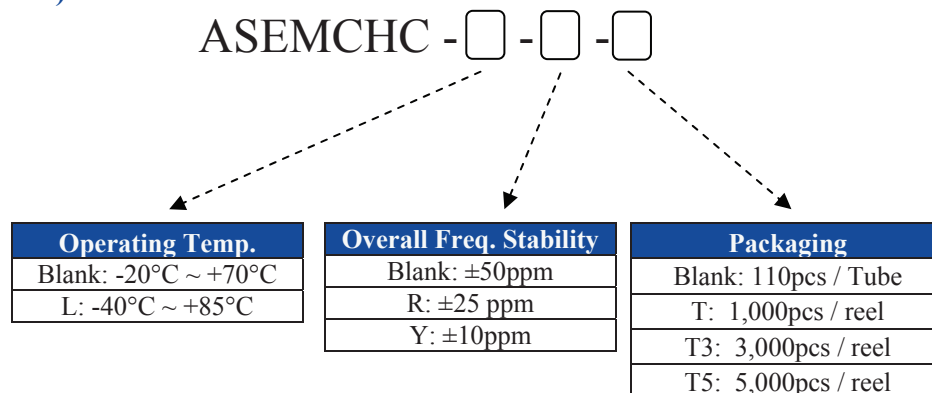 )
ASEMCHC - - -
Operating Temp.
Blank: -20°C ~ +70°C
L: -40°C ~ +85°C
Overall Freq. Stability
Blank: ±50ppm
R: ±25 ppm
Y: ±10ppm
Packaging
Blank: 110pcs / Tube
T: 1,000pcs / reel
T3: 3,000pcs / reel
T5: 5,000pcs / reel